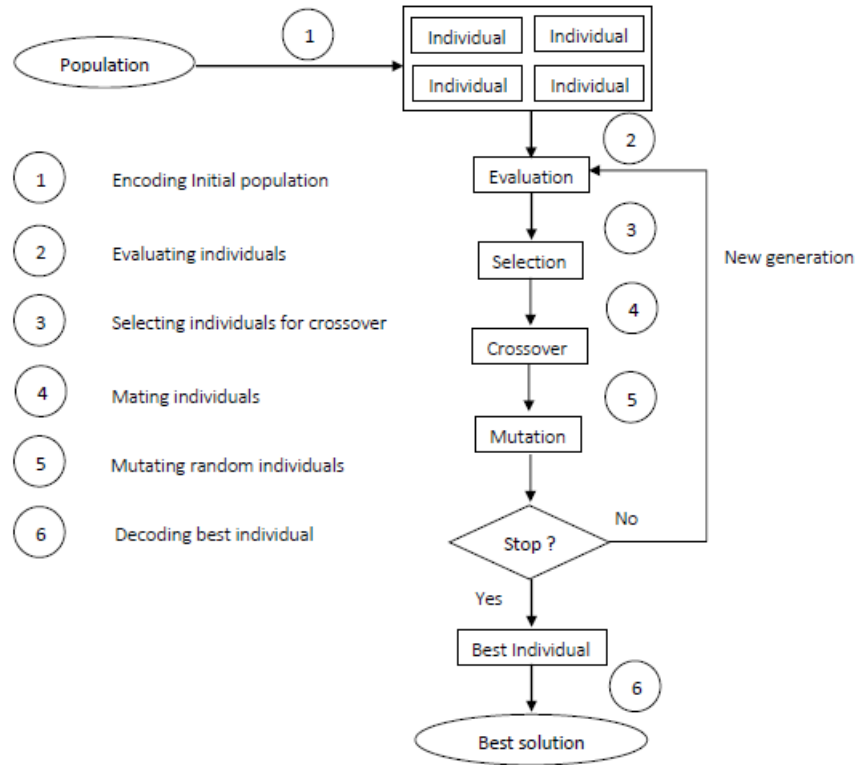 1
Population
Individual
Individual
Individual
Individual
2
Evaluation
1
Encoding Initial population
3
2
Evaluating individuals
Selection
New generation
4
3
Selecting individuals for crossover
Crossover
5
4
Mating individuals
Mutation
5
Mutating random individuals
6
Decoding best individual
No
Stop ?
Yes
Best Individual
6
Best solution